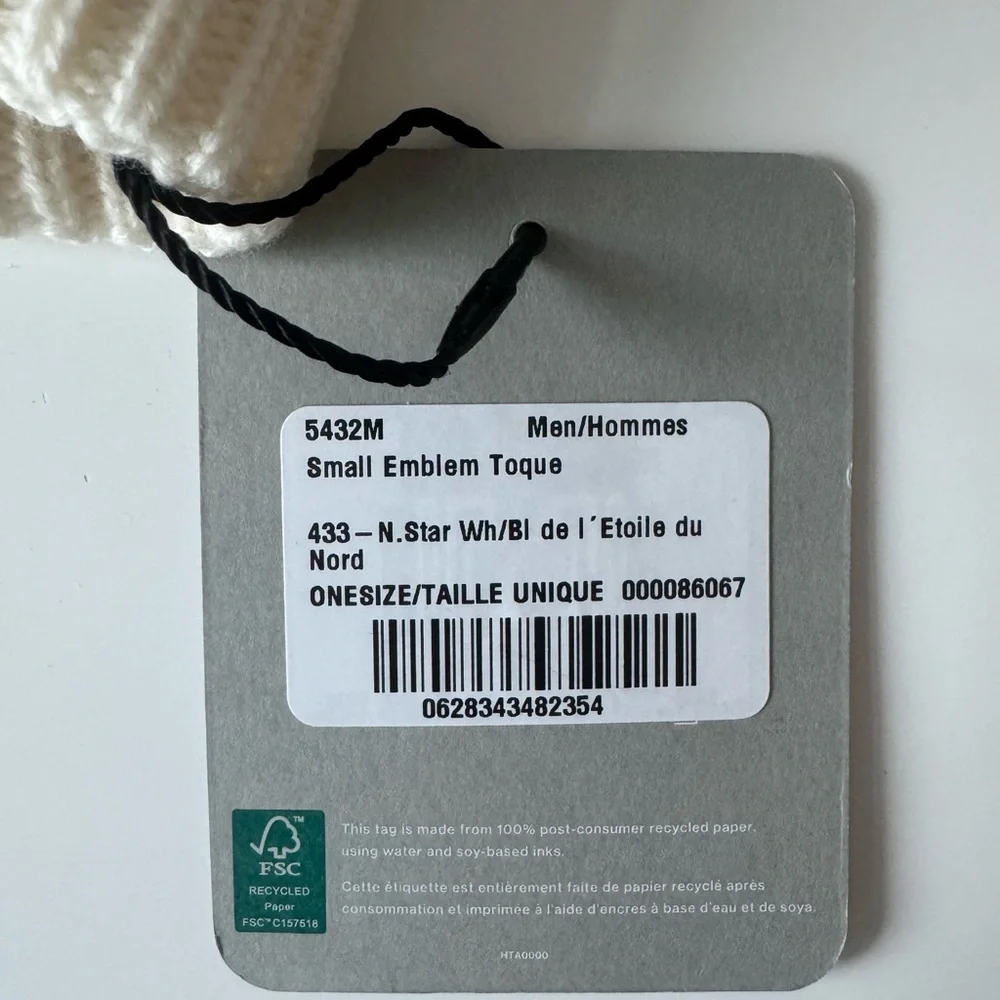 5432M Men/Hommes
Small Emblem Toque
433-N.Star Wh/Bl de l´Etoile du
Nord
ONESIZE/TAILLE UNIQUE 000086067
0628343482354
TM
FSC
RECYCLED
Paper
FSC™ C157518
This tag is made from 100% post-consumer recycled paper,
using water and soy-based inks.
Cette étiquette est entièrement faite de papier recyclé après
consommation et imprimée à l'aide d'encres à base d'eau et de soya.
HTA0000